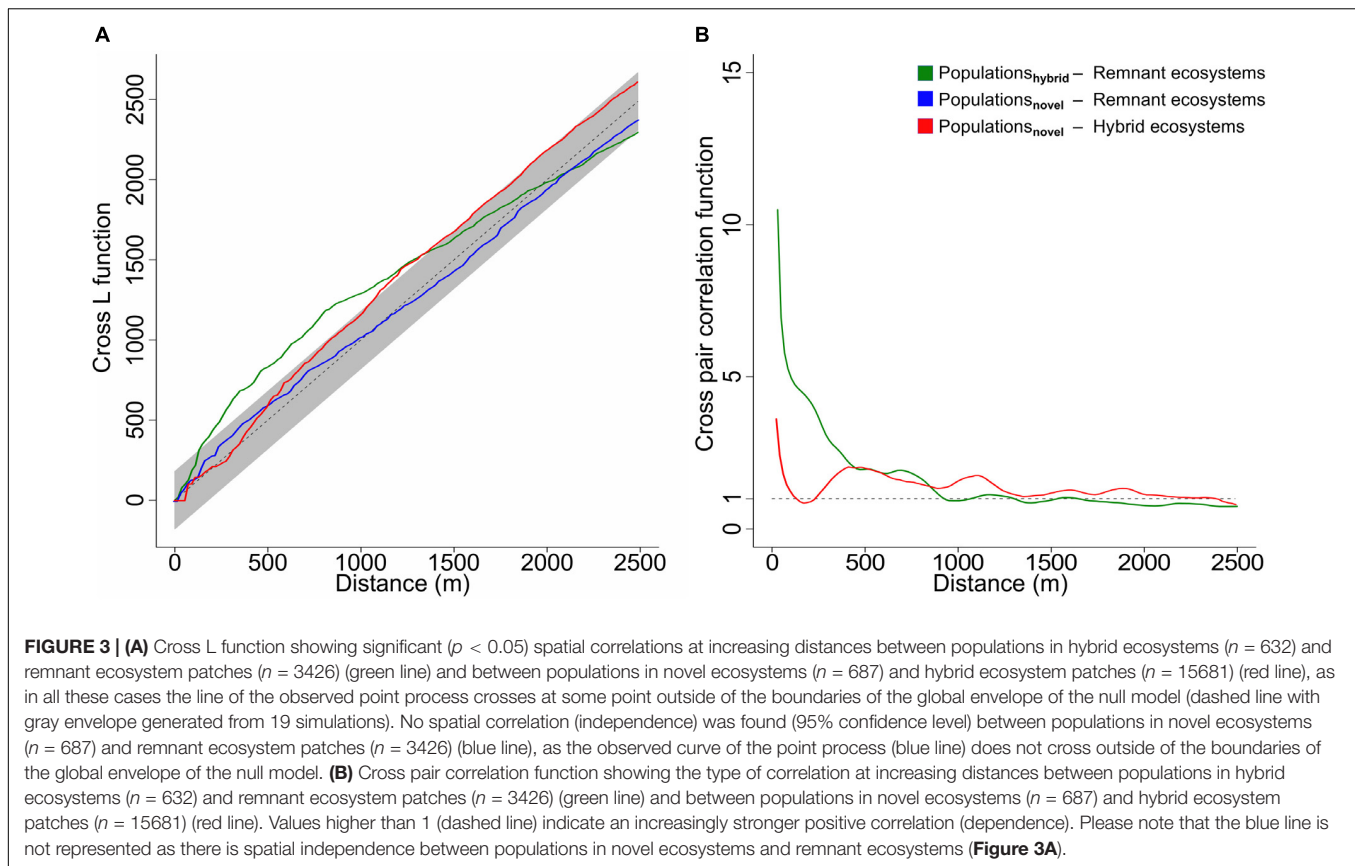 A
B
Cross L function
2500
2000
1500
1000
500
0
0 500 1000 1500 2000 2500
Distance (m)
Cross pair correlation function
15
10
5
1
0
0 500 1000 1500 2000 2500
Distance (m)
Populationshybrid – Remnant ecosystems
Populationsnovel – Remnant ecosystems
Populationsnovel – Hybrid ecosystems
FIGURE 3 | (A) Cross L function showing significant (p < 0.05) spatial correlations at increasing distances between populations in hybrid ecosystems (n = 632) and
remnant ecosystem patches (n = 3426) (green line) and between populations in novel ecosystems (n = 687) and hybrid ecosystem patches (n = 15681) (red line), as
in all these cases the line of the observed point process crosses at some point outside of the boundaries of the global envelope of the null model (dashed line with
gray envelope generated from 19 simulations). No spatial correlation (independence) was found (95% confidence level) between populations in novel ecosystems
(n = 687) and remnant ecosystem patches (n = 3426) (blue line), as the observed curve of the point process (blue line) does not cross outside of the boundaries of
the global envelope of the null model. (B) Cross pair correlation function showing the type of correlation at increasing distances between populations in hybrid
ecosystems (n = 632) and remnant ecosystem patches (n = 3426) (green line) and between populations in novel ecosystems (n = 687) and hybrid ecosystem
patches (n = 15681) (red line). Values higher than 1 (dashed line) indicate an increasingly stronger positive correlation (dependence). Please note that the blue line is
not represented as there is spatial independence between populations in novel ecosystems and remnant ecosystems (Figure 3A).